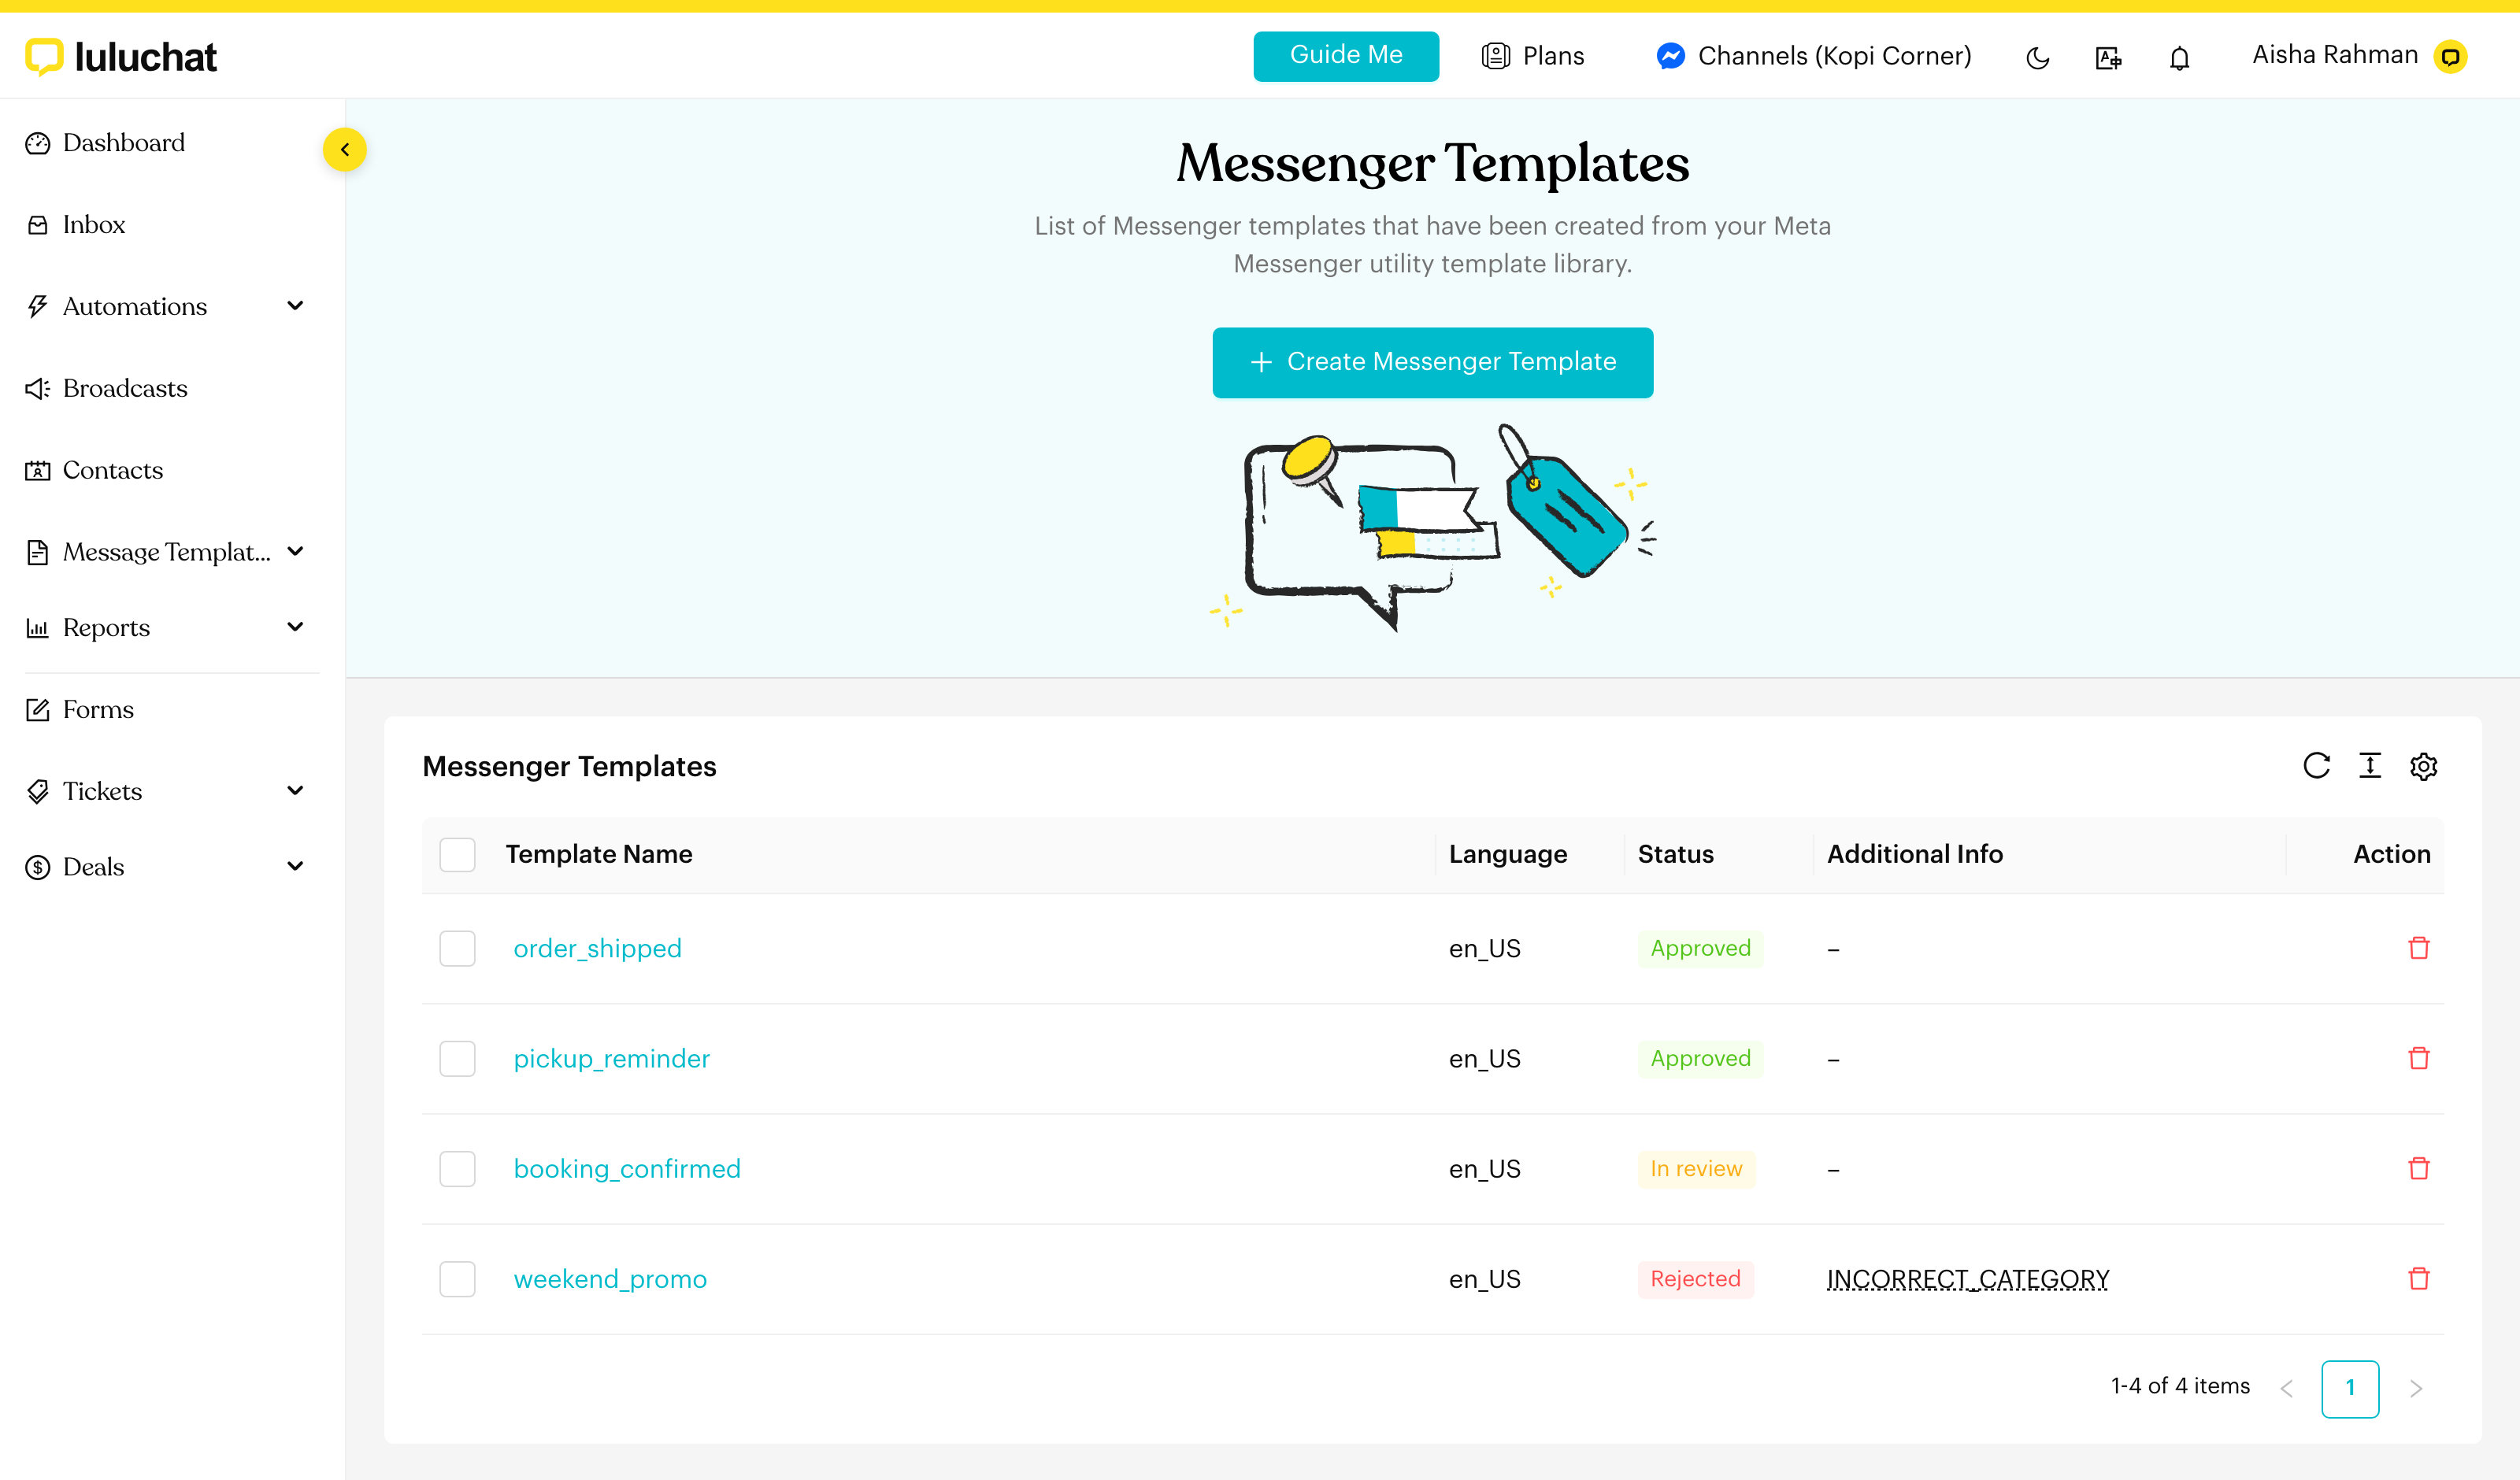 luluchat
Guide Me
Plans
Channels (Kopi Corner)
Aisha Rahman
Dashboard
Inbox
Automations
Broadcasts
Contacts
Message Templat...
Reports
Forms
Tickets
Deals
Messenger Templates
List of Messenger templates that have been created from your Meta
Messenger utility template library.
Create Messenger Template
Messenger Templates
Template Name Language Status Additional Info Action
order_shipped en_US Approved –
pickup_reminder en_US Approved –
booking_confirmed en_US In review –
weekend_promo en_US Rejected INCORRECT_CATEGORY
1-4 of 4 items 1